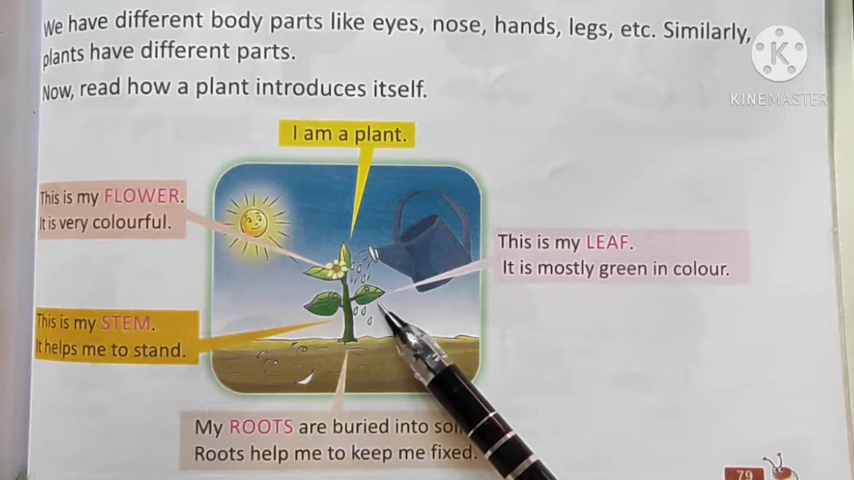 We have different body parts like eyes, nose, hands, legs, etc. Similarly,
plants have different parts.
Now, read how a plant introduces itself.
I am a plant.
This is my FLOWER.
It is very colourful.
This is my LEAF.
It is mostly green in colour.
This is my STEM.
It helps me to stand.
My ROOTS are buried into
Roots help me to keep me fixed.
79
K
KINEMASTER